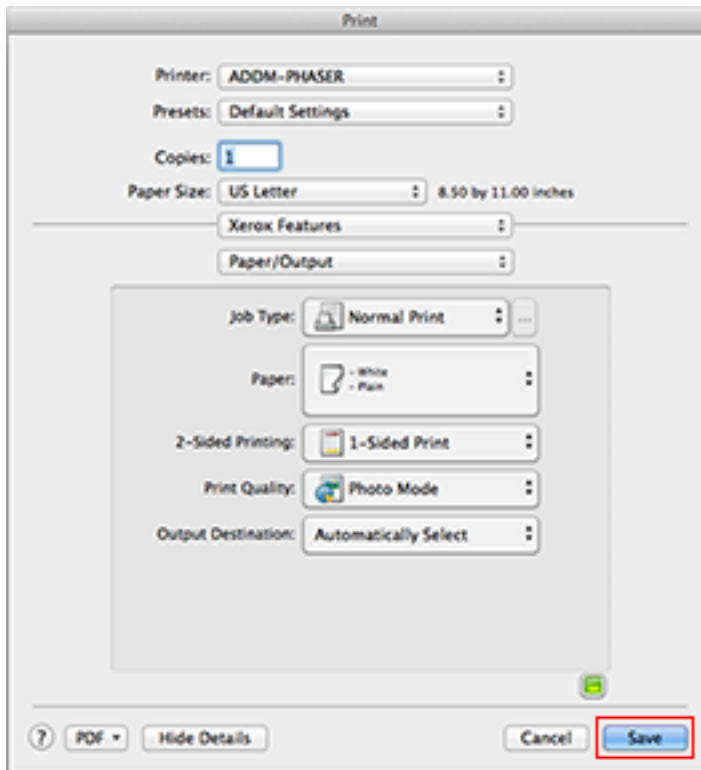 Print
Printer: ADDM-PHASER
Presets: Default Settings
Copies: 1
Paper Size: US Letter 8.50 by 11.00 inches
Xerox Features
Paper/Output
Job Type: Normal Print ...
Paper: - White
- Plain
2-Sided Printing: 1-Sided Print
Print Quality: Photo Mode
Output Destination: Automatically Select
? PDF Hide Details Cancel Save